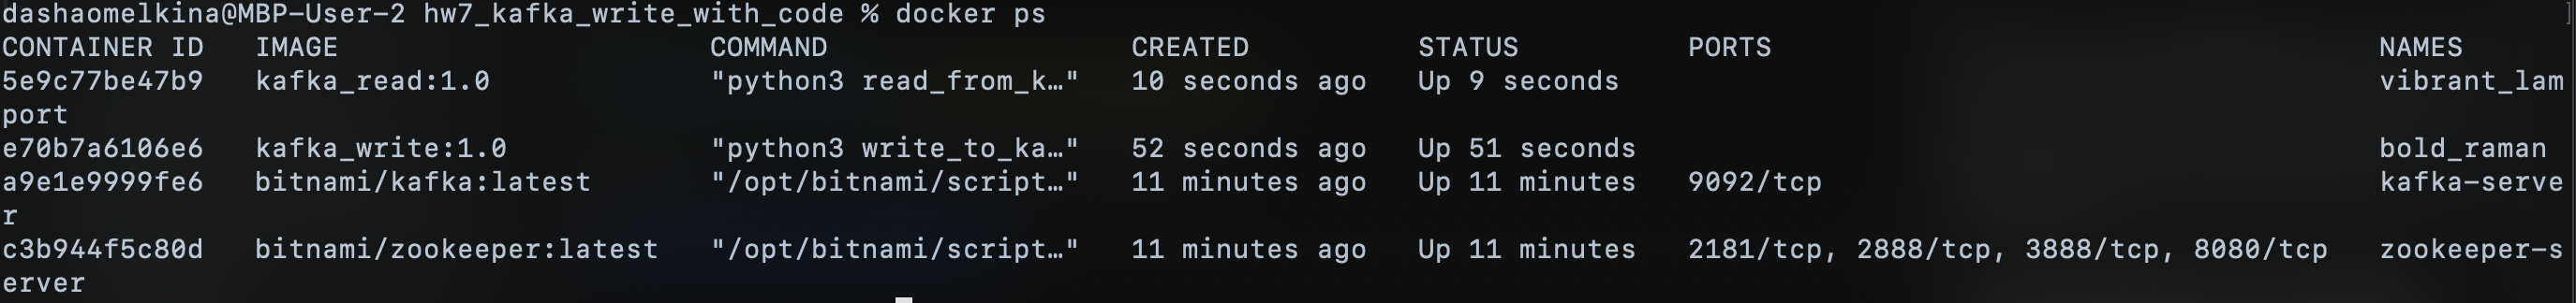 dashaomelkina@MBP-User-2 hw7_kafka_write_with_code % docker ps ]
CONTAINER ID   IMAGE                      COMMAND                  CREATED          STATUS          PORTS                                    NAMES
5e9c77be47b9   kafka_read:1.0             "python3 read_from_k…"   10 seconds ago   Up 9 seconds                                             vibrant_lam
port
e70b7a6106e6   kafka_write:1.0            "python3 write_to_ka…"   52 seconds ago   Up 51 seconds                                            bold_raman
a9e1e9999fe6   bitnami/kafka:latest       "/opt/bitnami/script…"   11 minutes ago   Up 11 minutes   9092/tcp                                 kafka-serve
r
c3b944f5c80d   bitnami/zookeeper:latest   "/opt/bitnami/script…"   11 minutes ago   Up 11 minutes   2181/tcp, 2888/tcp, 3888/tcp, 8080/tcp   zookeeper-s
erver